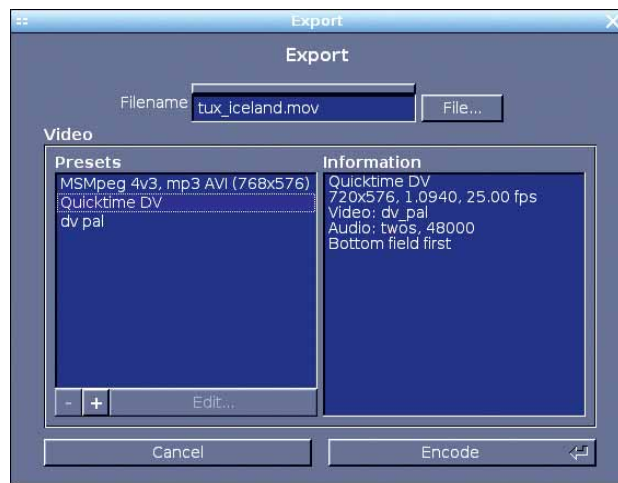 Export
Export
Filename
tux_iceland.mov
File...
Video
Presets
MSMpeg 4v3, mp3 AVI (768x576)
Quicktime DV
dv pal
- + Edit...
Information
Quicktime DV
720x576, 1.0940, 25.00 fps
Video: dv_pal
Audio: twos, 48000
Bottom field first
Cancel
Encode